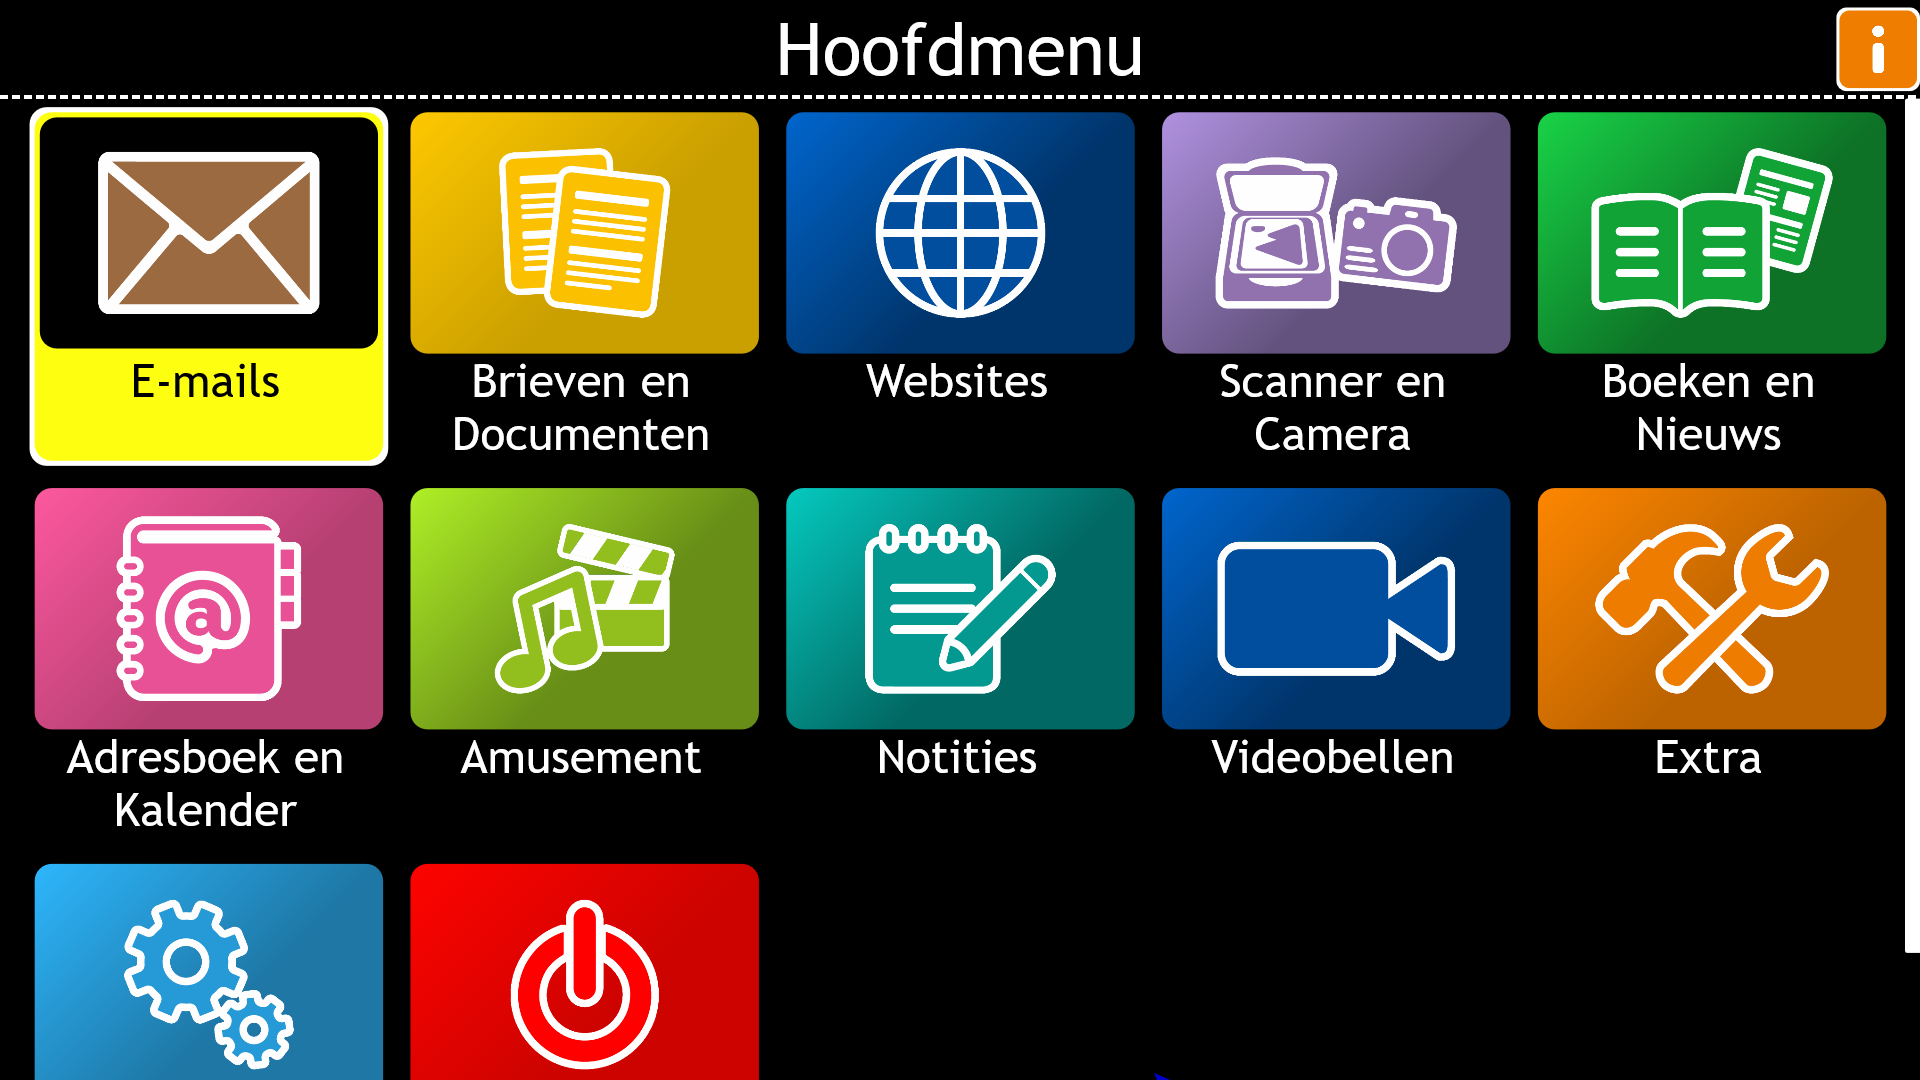 Hoofdmenu
i
E-mails
Brieven en
Documenten
Websites
Scanner en
Camera
Boeken en
Nieuws
Adresboek en
Kalender
Amusement
Notities
Videobellen
Extra